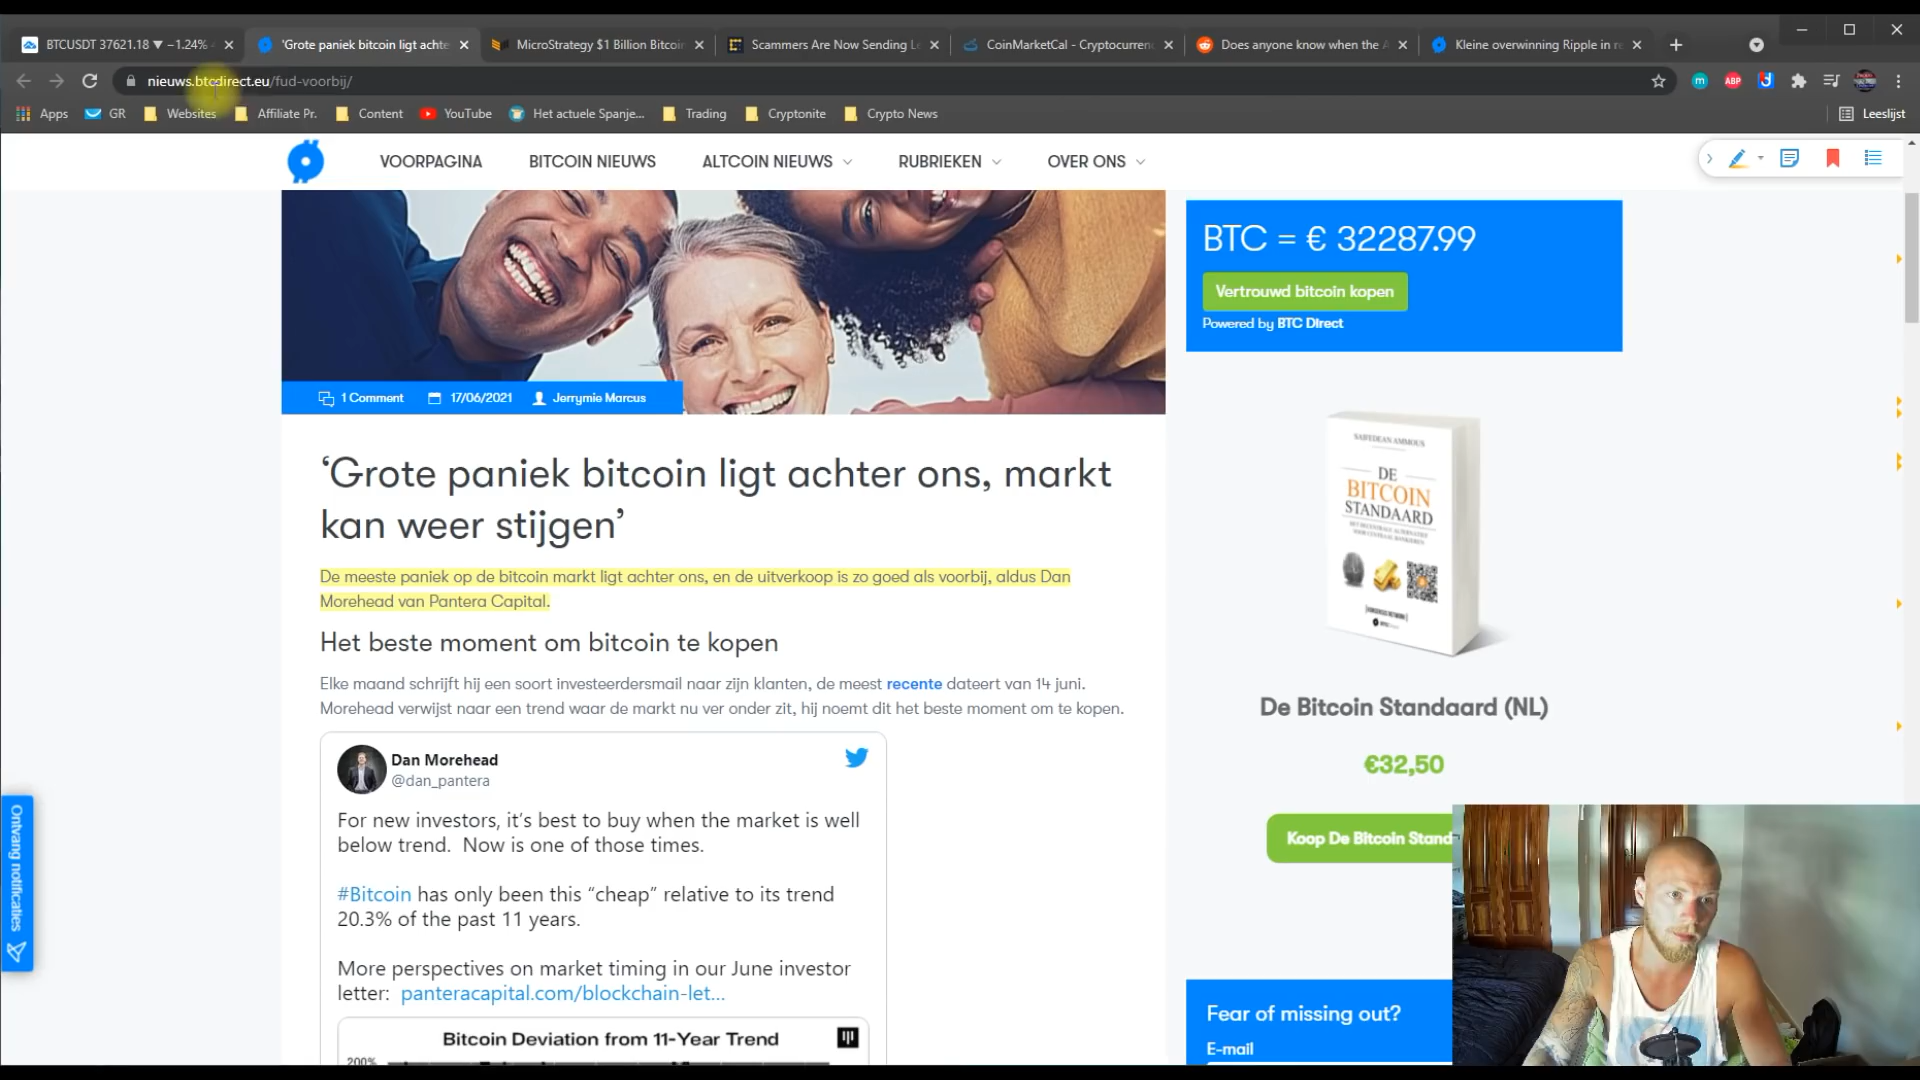 BTCUSDT 37621.18 ▼ −1.24%
'Grote paniek bitcoin ligt achte
MicroStrategy $1 Billion Bitcoin
Scammers Are Now Sending Le
CoinMarketCal - Cryptocurrenc
Does anyone know when the A
Kleine overwinning Ripple in re
nieuws.btcdirect.eu/fud-voorbij/
Apps
GR
Websites
Affiliate Pr.
Content
YouTube
Het actuele Spanje...
Trading
Cryptonite
Crypto News
Leeslijst
VOORPAGINA
BITCOIN NIEUWS
ALTCOIN NIEUWS
RUBRIEKEN
OVER ONS
1 Comment
17/06/2021
Jerrymie Marcus
'Grote paniek bitcoin ligt achter ons, markt
kan weer stijgen'
De meeste paniek op de bitcoin markt ligt achter ons, en de uitverkoop is zo goed als voorbij, aldus Dan
Morehead van Pantera Capital.
Het beste moment om bitcoin te kopen
Elke maand schrijft hij een soort investeerdersmail naar zijn klanten, de meest recente dateert van 14 juni.
Morehead verwijst naar een trend waar de markt nu ver onder zit, hij noemt dit het beste moment om te kopen.
Dan Morehead
@dan_pantera
For new investors, it's best to buy when the market is well
below trend. Now is one of those times.
#Bitcoin has only been this "cheap" relative to its trend
20.3% of the past 11 years.
More perspectives on market timing in our June investor
letter: panteracapital.com/blockchain-let...
Bitcoin Deviation from 11-Year Trend
200%
BTC = € 32287.99
Vertrouwd bitcoin kopen
Powered by BTC Direct
SAIFEDEAN AMMOUS
DE
BITCOIN
STANDAARD
De Bitcoin Standaard (NL)
€32,50
Koop De Bitcoin Stand
Fear of missing out?
E-mail
Ontvang notificaties
ABP